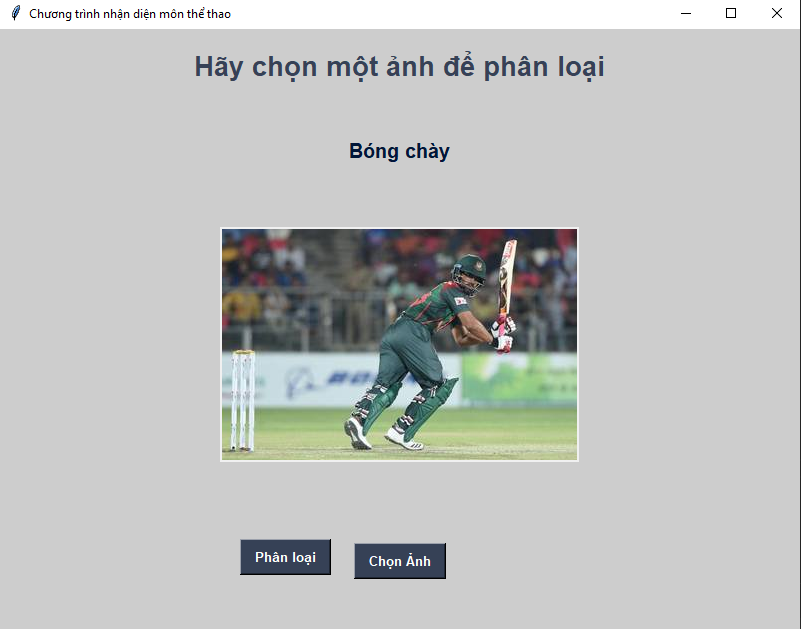 Chương trình nhận diện môn thể thao
Hãy chọn một ảnh để phân loại
Bóng chày
Phân loại
Chọn Ảnh